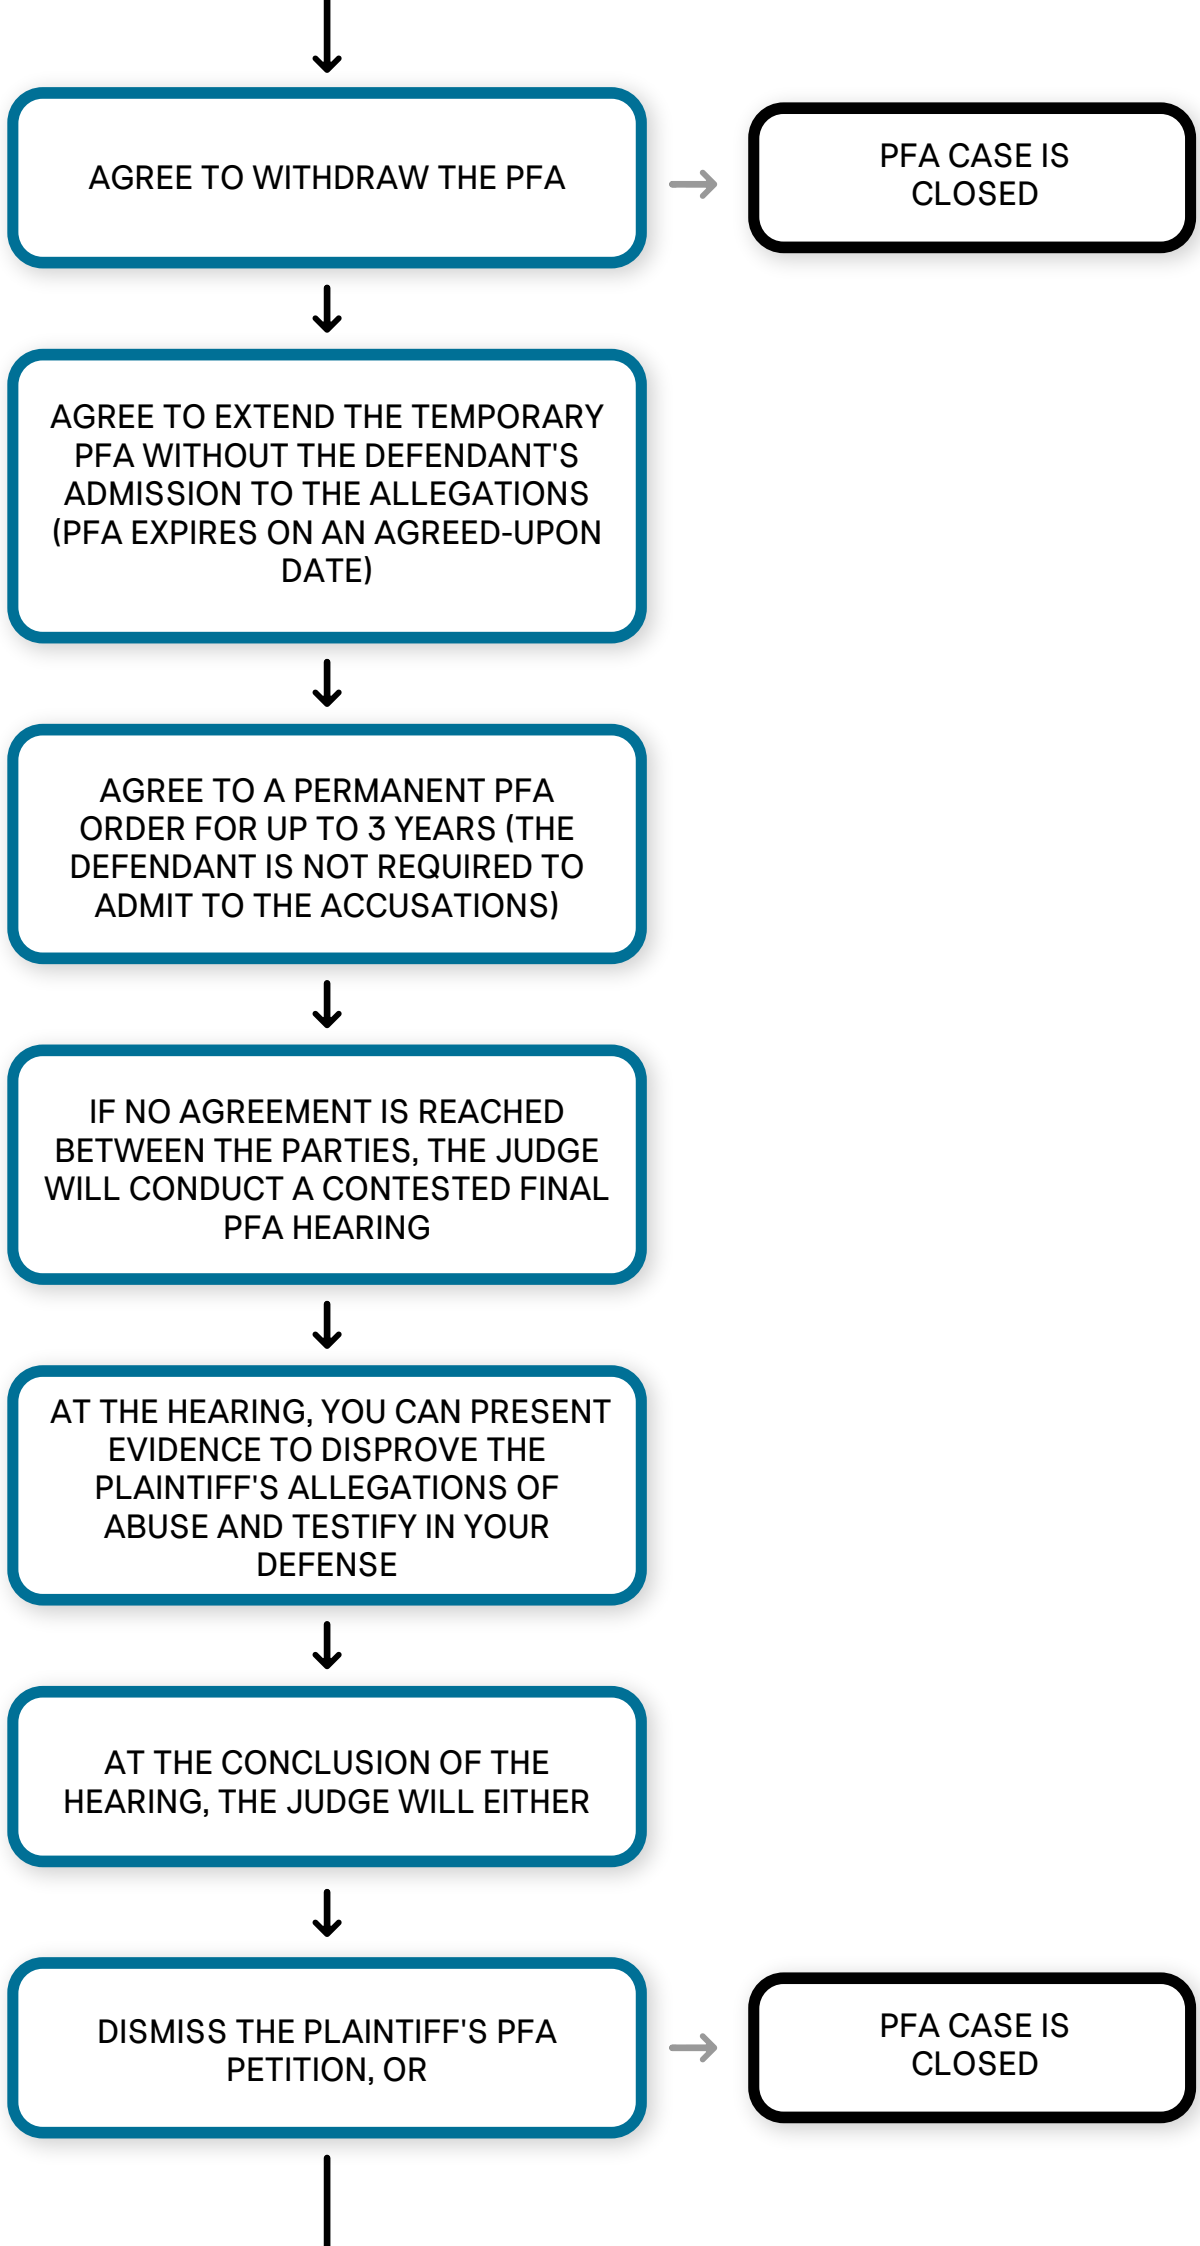 AGREE TO WITHDRAW THE PFA
PFA CASE IS
CLOSED
AGREE TO EXTEND THE TEMPORARY
PFA WITHOUT THE DEFENDANT'S
ADMISSION TO THE ALLEGATIONS
(PFA EXPIRES ON AN AGREED-UPON
DATE)
AGREE TO A PERMANENT PFA
ORDER FOR UP TO 3 YEARS (THE
DEFENDANT IS NOT REQUIRED TO
ADMIT TO THE ACCUSATIONS)
IF NO AGREEMENT IS REACHED
BETWEEN THE PARTIES, THE JUDGE
WILL CONDUCT A CONTESTED FINAL
PFA HEARING
AT THE HEARING, YOU CAN PRESENT
EVIDENCE TO DISPROVE THE
PLAINTIFF'S ALLEGATIONS OF
ABUSE AND TESTIFY IN YOUR
DEFENSE
AT THE CONCLUSION OF THE
HEARING, THE JUDGE WILL EITHER
DISMISS THE PLAINTIFF'S PFA
PETITION, OR
PFA CASE IS
CLOSED